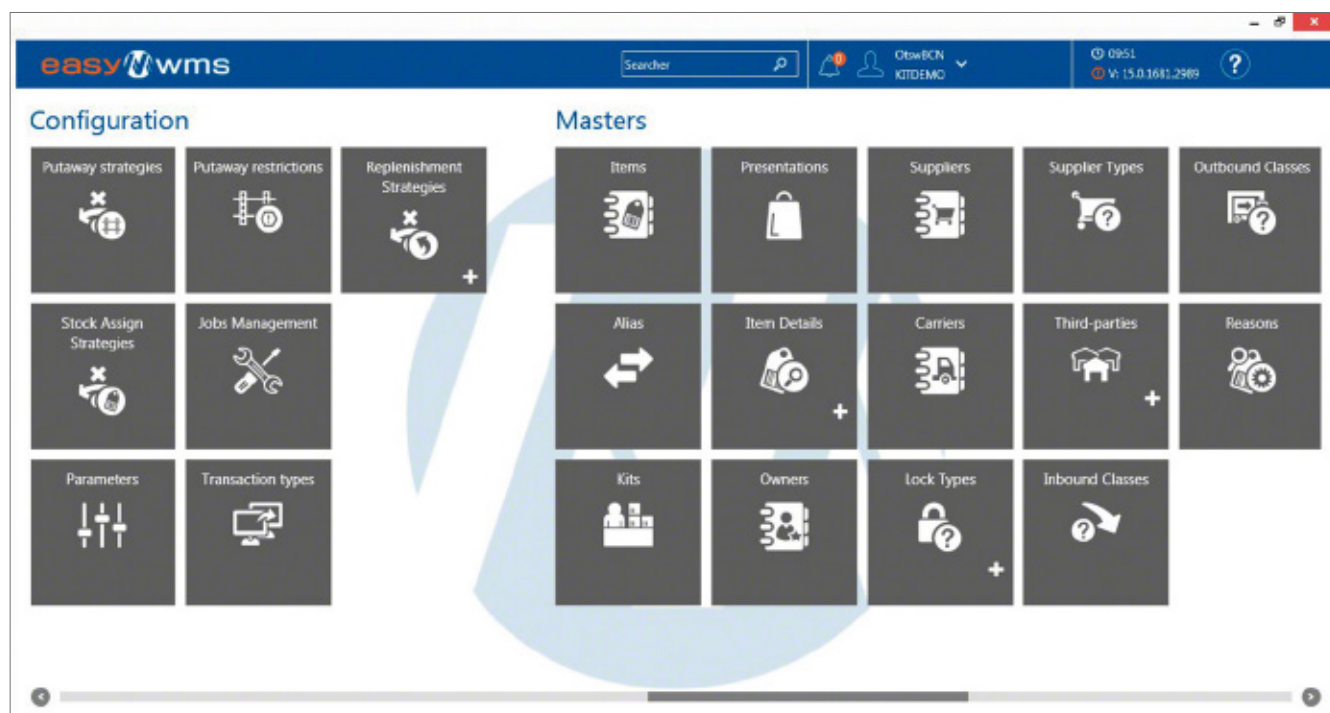 easy wms
Searcher
0
OtswBCN
KITDEMO
09:51
V: 15.0.1681.2989
?
Configuration
Masters
Putaway strategies
Putaway restrictions
Replenishment
Strategies
Items
Presentations
Suppliers
Supplier Types
Outbound Classes
Stock Assign
Strategies
Jobs Management
Alias
Item Details
Carriers
Third-parties
Reasons
Parameters
Transaction types
Kits
Owners
Lock Types
Inbound Classes